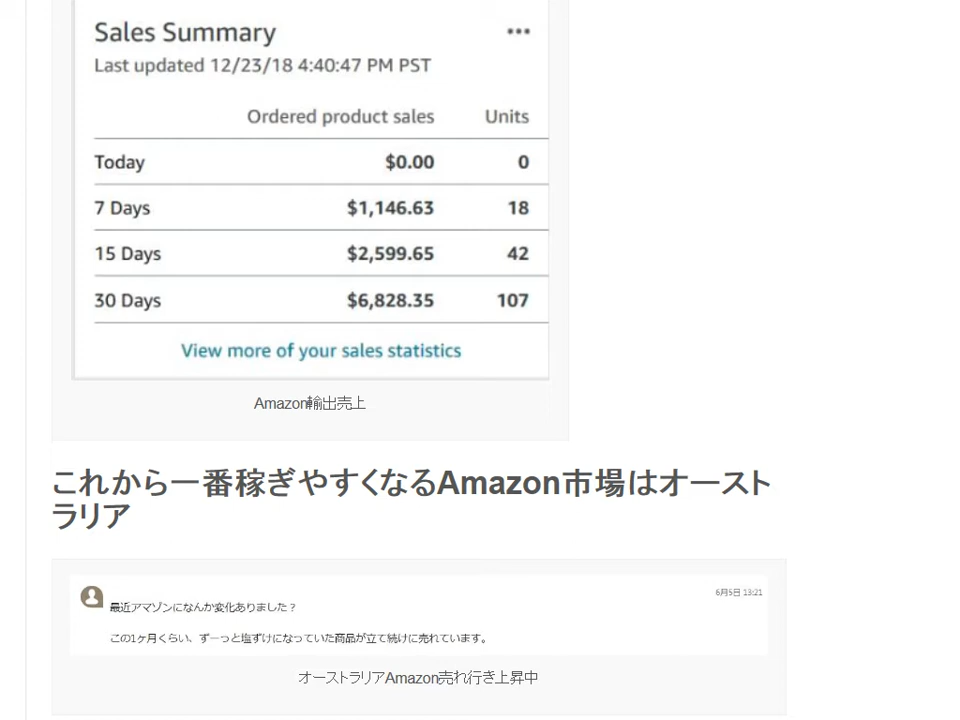 Sales Summary
Last updated 12/23/18 4:40:47 PM PST
Ordered product sales Units
Today $0.00 0
7 Days $1,146.63 18
15 Days $2,599.65 42
30 Days $6,828.35 107
View more of your sales statistics
Amazon輸出売上
これから一番稼ぎやすくなるAmazon市場はオースト
ラリア
6月5日 13:21
最近アマゾンになんか変化ありました？
この1ヶ月くらい、ずーっと塩ずけになっていた商品が立て続けに売れています。
オーストラリアAmazon売れ行き上昇中